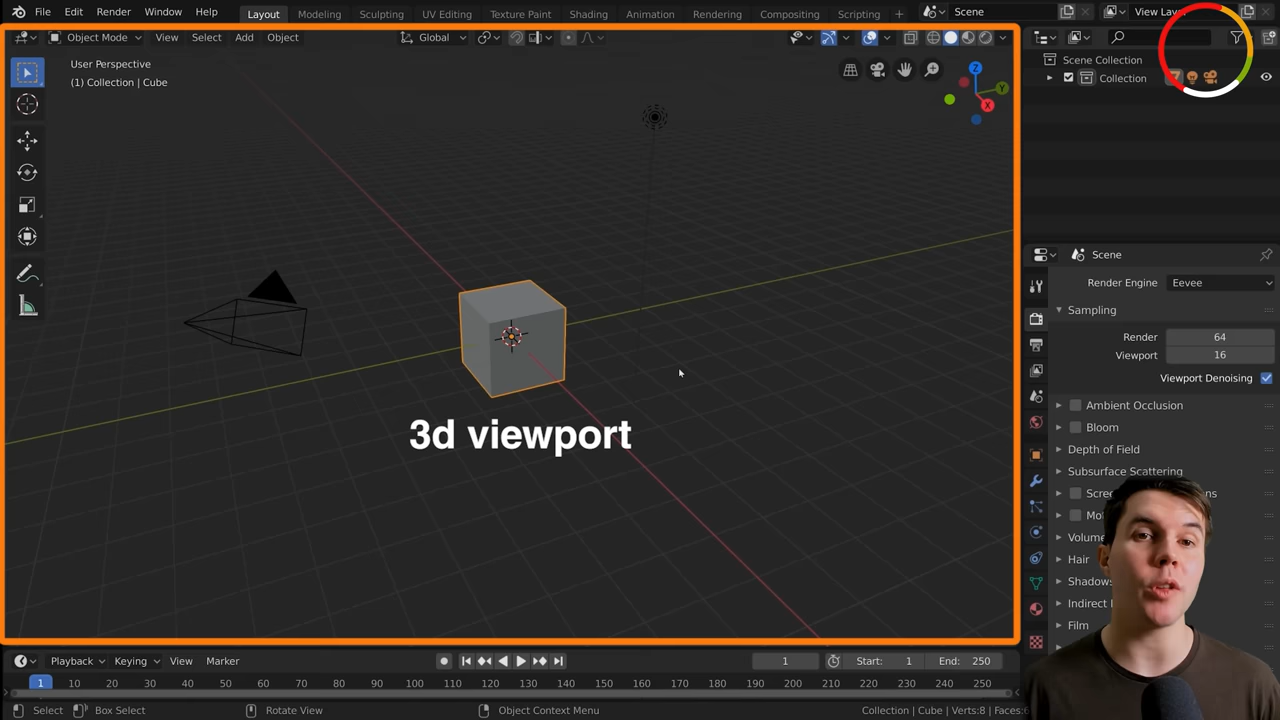 File Edit Render Window Help Layout Modeling Sculpting UV Editing Texture Paint Shading Animation Rendering Compositing Scripting + Scene
Object Mode View Select Add Object Global
User Perspective
(1) Collection | Cube
Z
Y
X
3d viewport
Scene Collection
Collection
Scene
Render Engine Eevee
Sampling
Render 64
Viewport 16
Viewport Denoising
Ambient Occlusion
Bloom
Depth of Field
Subsurface Scattering
Hair
Film
Playback Keying View Marker 1 Start: 1 End: 250
1 10 20 30 40 50 60 70 80 90 100 110 120 130 140 150 160 170 180 190 200 210 220 230 240 250
Select Box Select Rotate View Object Context Menu Collection | Cube | Verts:8 | Faces: